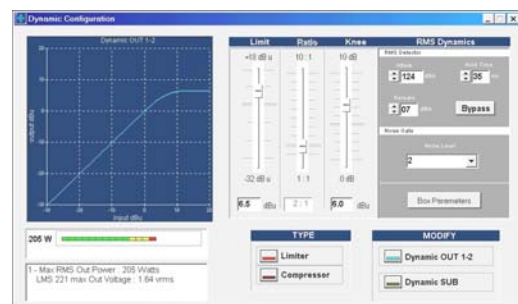 Dynamic Configuration
Dynamic OUT 1-2
20
10
0
output dBu
input dBu
Limit
Ratio
Knee
+18 dB u
10:1
10 dB
-32 dB u
1:1
0 dB
6.5 dBu
2:1
6.0 dBu
RMS Dynamics
RMS Detector
Hold Time
124
35
07
Bypass
Noise Gate
Noise Level
2
Box Parameters
205 W
1 - Max RMS Out Power : 205 Watts
LMS 221 max Out Voltage : 1.64 vrms
TYPE
Limiter
Compressor
MODIFY
Dynamic OUT 1-2
Dynamic SUB